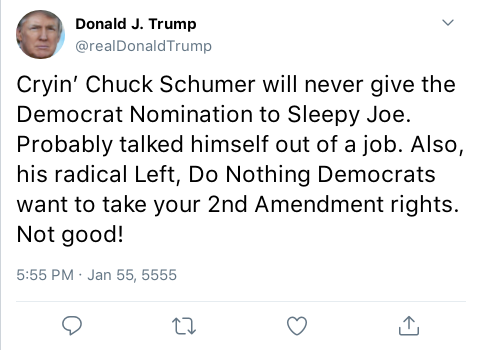 Donald J. Trump
@realDonaldTrump
Cryin’ Chuck Schumer will never give the
Democrat Nomination to Sleepy Joe.
Probably talked himself out of a job. Also,
his radical Left, Do Nothing Democrats
want to take your 2nd Amendment rights.
Not good!
5:55 PM · Jan 55, 5555